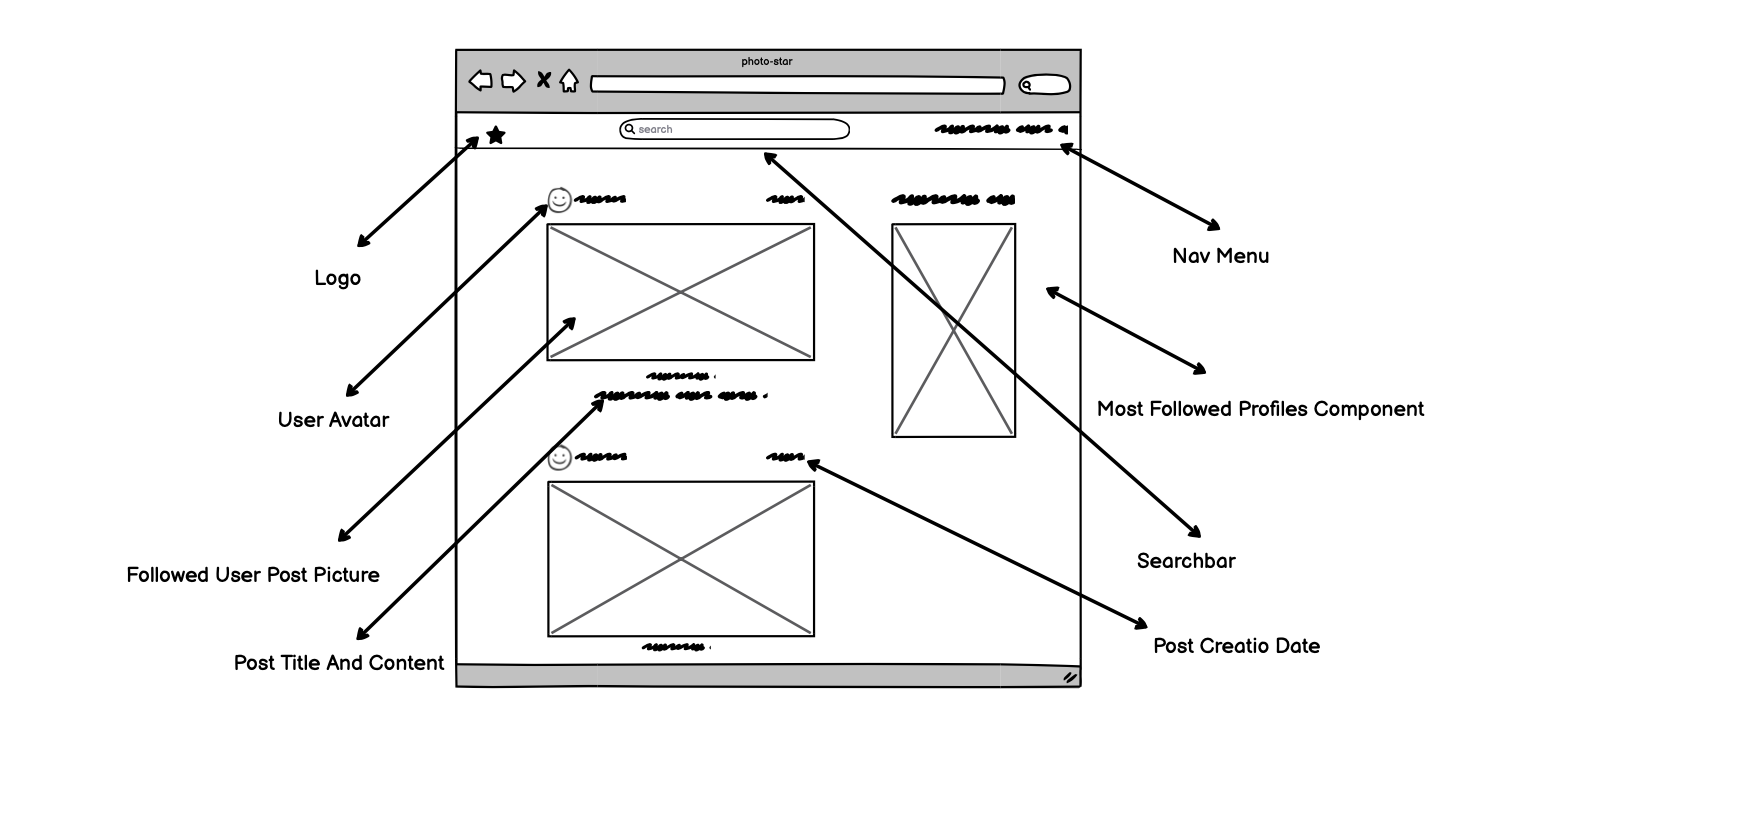 photo-star
search
Logo
Nav Menu
User Avatar
Most Followed Profiles Component
Followed User Post Picture
Searchbar
Post Title And Content
Post Creatio Date